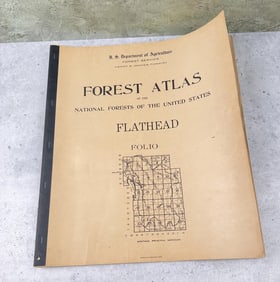 U. S. Department of Agriculture
FOREST SERVICE
FOREST ATLAS
OF THE
NATIONAL FORESTS OF THE UNITED STATES
FLATHEAD
FOLIO